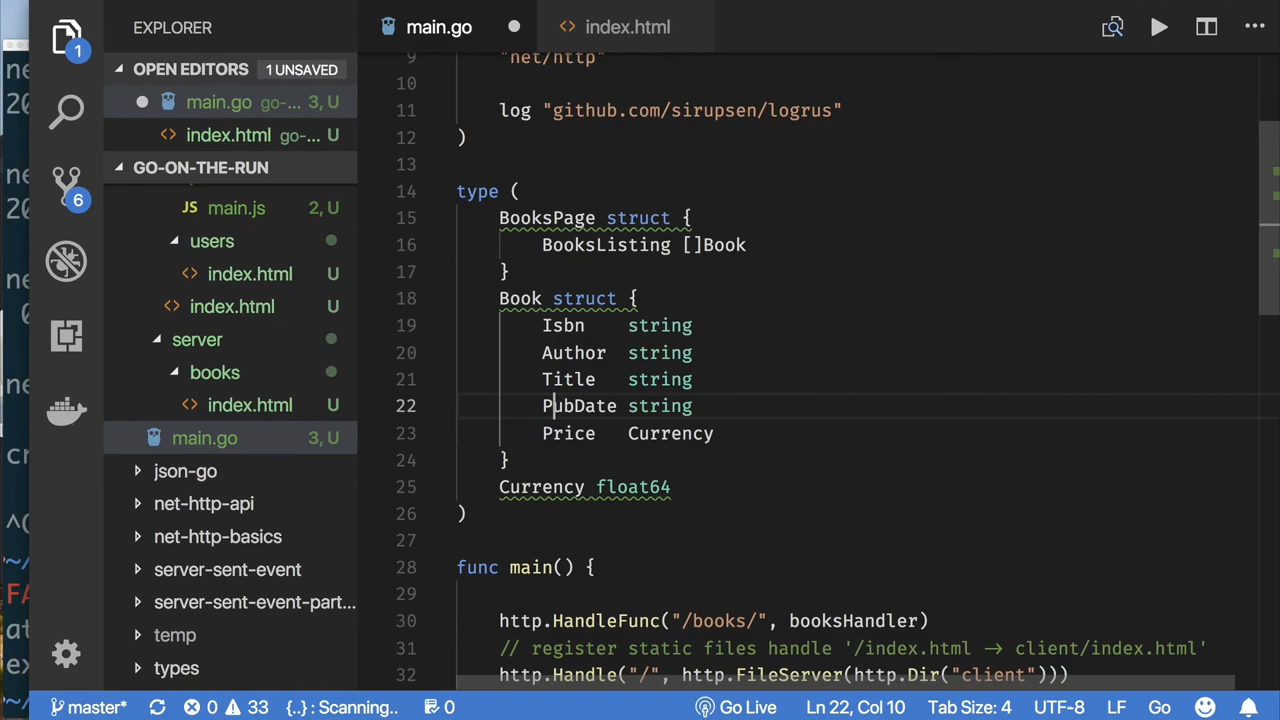 1
EXPLORER
main.go
index.html
OPEN EDITORS 1 UNSAVED
main.go go-... 3, U
index.html go-... U
GO-ON-THE-RUN
JS main.js 2, U
users
index.html U
index.html U
6
server
books
index.html U
main.go 3, U
json-go
net-http-api
net-http-basics
server-sent-event
server-sent-event-part...
temp
types
9 "net/http"
10
11 log "github.com/sirupsen/logrus"
12 )
13
14 type (
15 BooksPage struct {
16 BooksListing []Book
17 }
18 Book struct {
19 Isbn string
20 Author string
21 Title string
22 PubDate string
23 Price Currency
24 }
25 Currency float64
26 )
27
28 func main() {
29
30 http.HandleFunc("/books/", booksHandler)
31 // register static files handle '/index.html -> client/index.html'
32 http.Handle("/", http.FileServer(http.Dir("client")))
master* 0 33 {..} : Scanning.. 0 Go Live Ln 22, Col 10 Tab Size: 4 UTF-8 LF Go